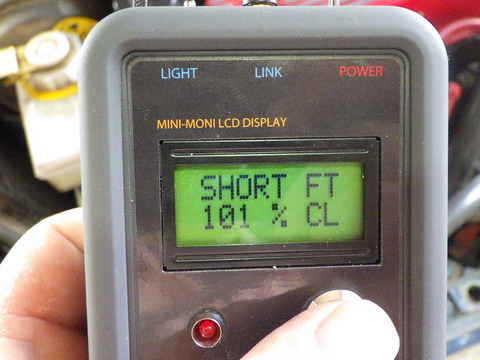 LIGHT LINK POWER
MINI-MONI LCD DISPLAY
SHORT FT
101 % CL